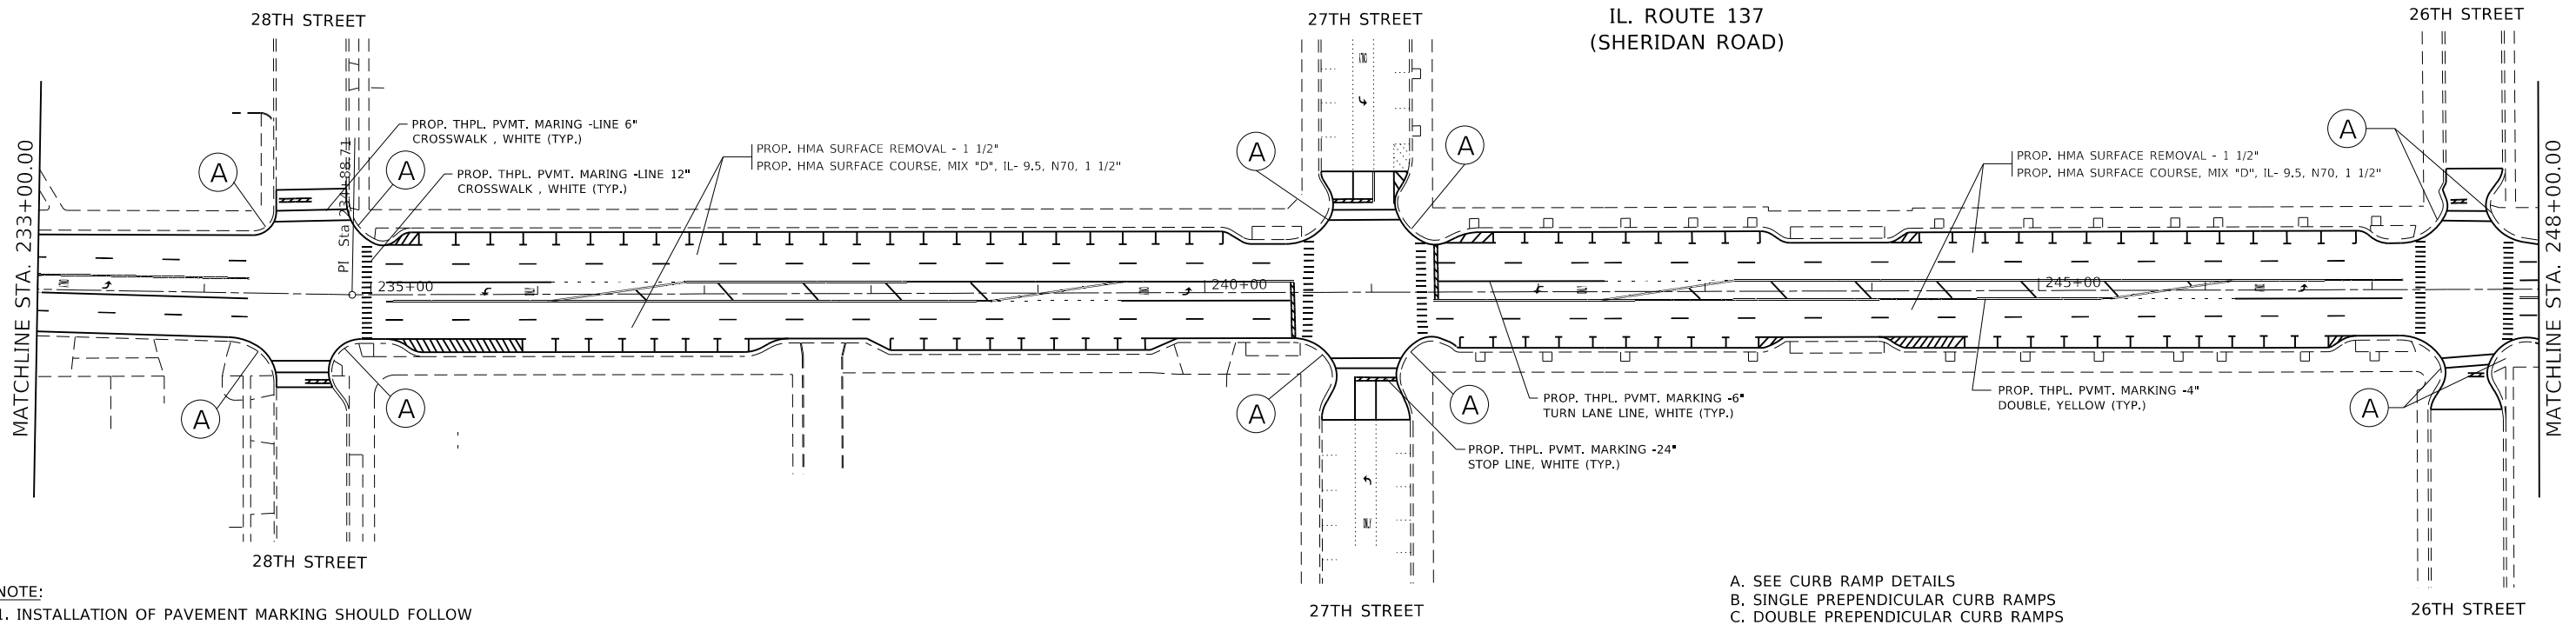 28TH STREET
27TH STREET
IL. ROUTE 137
(SHERIDAN ROAD)
26TH STREET
MATCHLINE STA. 233+00.00
PROP. THPL. PVMT. MARING -LINE 6"
CROSSWALK , WHITE (TYP.)
PROP. THPL. PVMT. MARING -LINE 12"
CROSSWALK , WHITE (TYP.)
PROP. HMA SURFACE REMOVAL - 1 1/2"
PROP. HMA SURFACE COURSE, MIX "D", IL- 9.5, N70, 1 1/2"
PROP. HMA SURFACE REMOVAL - 1 1/2"
PROP. HMA SURFACE COURSE, MIX "D", IL- 9.5, N70, 1 1/2"
MATCHLINE STA. 248+00.00
A
A
A
A
A
PI Sta 234+88.71
235+00
240+00
245+00
A
A
A
A
A
PROP. THPL. PVMT. MARKING -6"
TURN LANE LINE, WHITE (TYP.)
PROP. THPL. PVMT. MARKING -4"
DOUBLE, YELLOW (TYP.)
PROP. THPL. PVMT. MARKING -24"
STOP LINE, WHITE (TYP.)
28TH STREET
27TH STREET
26TH STREET
NOTE:
1. INSTALLATION OF PAVEMENT MARKING SHOULD FOLLOW
A. SEE CURB RAMP DETAILS
B. SINGLE PREPENDICULAR CURB RAMPS
C. DOUBLE PREPENDICULAR CURB RAMPS